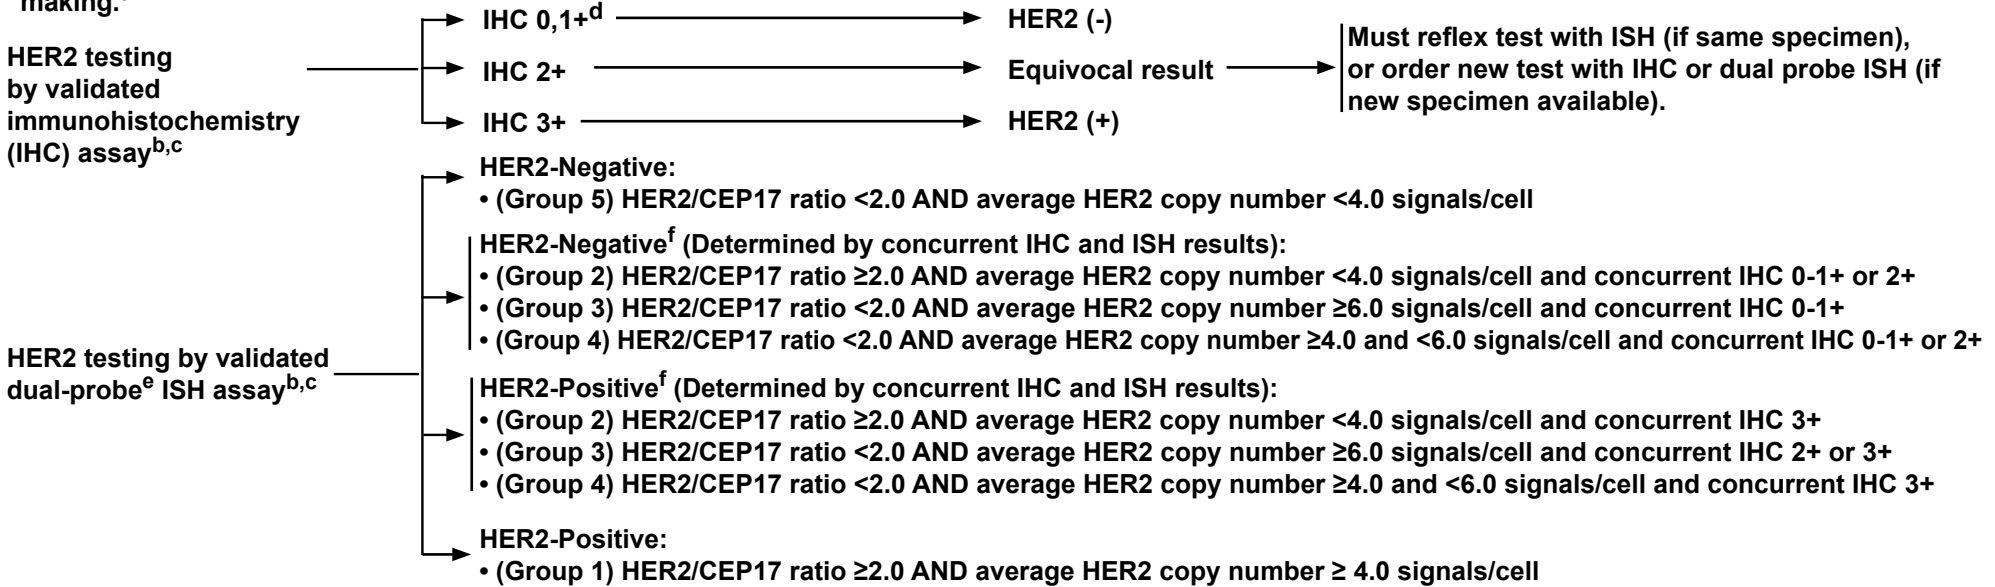 making.
IHC 0,1+d
HER2 (-)
HER2 testing
by validated
immunohistochemistry
(IHC) assayb,c
IHC 2+
Equivocal result
Must reflex test with ISH (if same specimen),
or order new test with IHC or dual probe ISH (if
new specimen available).
IHC 3+
HER2 (+)
HER2 testing by validated
dual-probee ISH assayb,c
HER2-Negative:
• (Group 5) HER2/CEP17 ratio <2.0 AND average HER2 copy number <4.0 signals/cell
HER2-Negativef (Determined by concurrent IHC and ISH results):
• (Group 2) HER2/CEP17 ratio ≥2.0 AND average HER2 copy number <4.0 signals/cell and concurrent IHC 0-1+ or 2+
• (Group 3) HER2/CEP17 ratio <2.0 AND average HER2 copy number ≥6.0 signals/cell and concurrent IHC 0-1+
• (Group 4) HER2/CEP17 ratio <2.0 AND average HER2 copy number ≥4.0 and <6.0 signals/cell and concurrent IHC 0-1+ or 2+
HER2-Positivef (Determined by concurrent IHC and ISH results):
• (Group 2) HER2/CEP17 ratio ≥2.0 AND average HER2 copy number <4.0 signals/cell and concurrent IHC 3+
• (Group 3) HER2/CEP17 ratio <2.0 AND average HER2 copy number ≥6.0 signals/cell and concurrent IHC 2+ or 3+
• (Group 4) HER2/CEP17 ratio <2.0 AND average HER2 copy number ≥4.0 and <6.0 signals/cell and concurrent IHC 3+
HER2-Positive:
• (Group 1) HER2/CEP17 ratio ≥2.0 AND average HER2 copy number ≥ 4.0 signals/cell